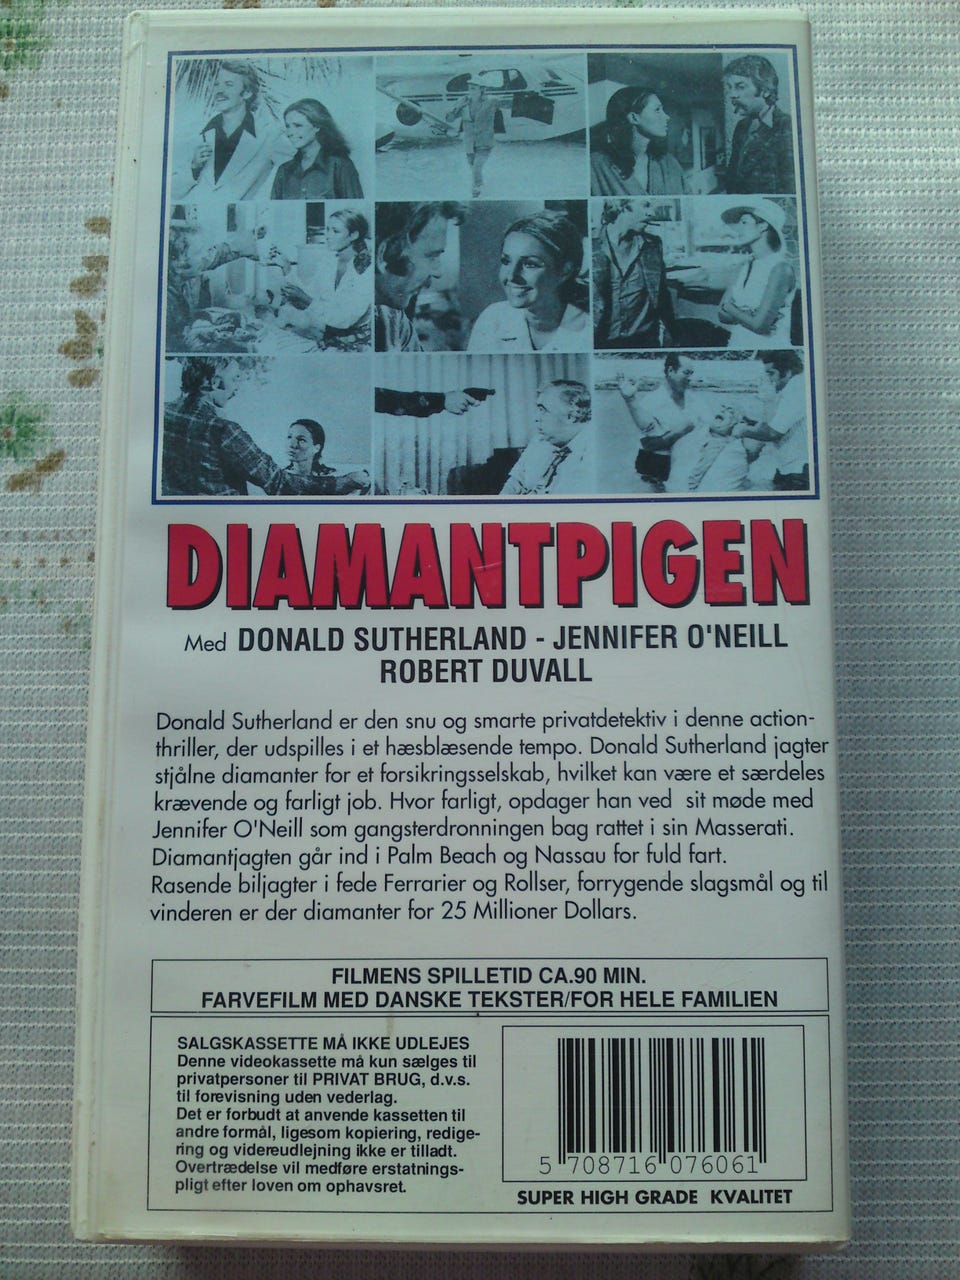 DIAMANTPIGEN
Med DONALD SUTHERLAND - JENNIFER O'NEILL
ROBERT DUVALL
Donald Sutherland er den snu og smarte privatdetektiv i denne action-
thriller, der udspilles i et hæsblæsende tempo. Donald Sutherland jagter
stjålne diamanter for et forsikringsselskab, hvilket kan være et særdeles
krævende og farligt job. Hvor farligt, opdager han ved sit møde med
Jennifer O'Neill som gangsterdronningen bag rattet i sin Masserati.
Diamantjagten går ind i Palm Beach og Nassau for fuld fart.
Rasende biljagter i fede Ferrarier og Rollser, forrygende slagsmål og til
vinderen er der diamanter for 25 Millioner Dollars.
FILMENS SPILLETID CA.90 MIN.
FARVEFILM MED DANSKE TEKSTER/FOR HELE FAMILIEN
SALGSKASSETTE MÅ IKKE UDLEJES
Denne videokassette må kun sælges til
privatpersoner til PRIVAT BRUG, d.v.s.
til forevisning uden vederlag.
Det er forbudt at anvende kassetten til
andre formål, ligesom kopiering, redige-
ring og videreudlejning ikke er tilladt.
Overtrædelse vil medføre erstatnings-
pligt efter loven om ophavsret.
5 708716 076061
SUPER HIGH GRADE KVALITET